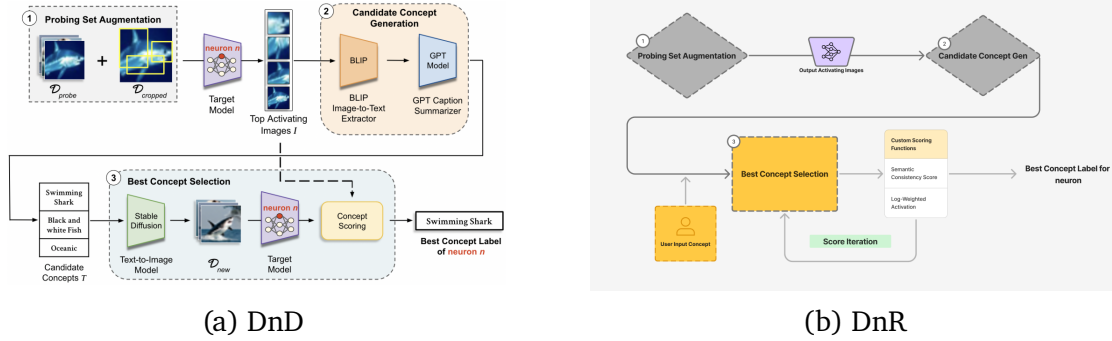 1
Probing Set Augmentation
+
𝒟probe
𝒟cropped
neuron n
Target
Model
Top Activating
Images I
2
Candidate Concept
Generation
BLIP
BLIP
Image-to-Text
Extractor
GPT
Model
GPT Caption
Summarizer
Swimming
Shark
Black and
white Fish
Oceanic
Candidate
Concepts T
3
Best Concept Selection
Stable
Diffusion
Text-to-Image
Model
𝒟new
neuron n
Target
Model
Concept
Scoring
Swimming Shark
Best Concept Label
of neuron n
(a) DnD
1
Probing Set Augmentation
Output Activating Images
2
Candidate Concept Gen
3
Best Concept Selection
User Input Concept
Custom Scoring
Functions
Semantic
Consistency Score
Log-Weighted
Activation
Score Iteration
Best Concept Label for
neuron
(b) DnR